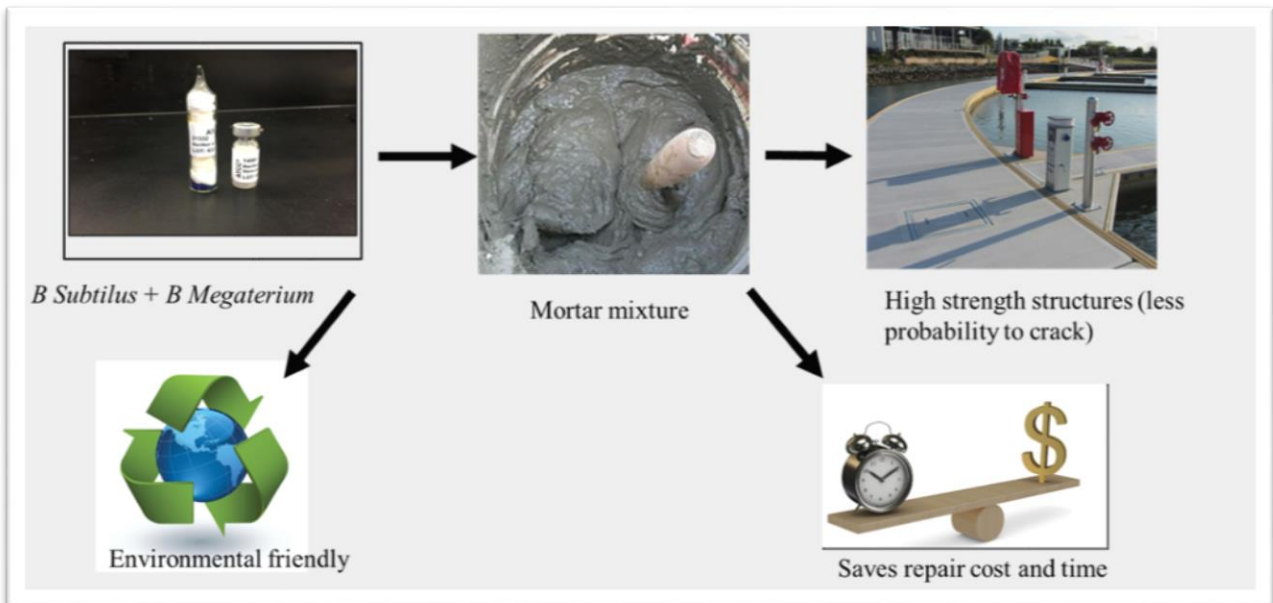 B Subtilus + B Megaterium
Mortar mixture
High strength structures (less
probability to crack)
Environmental friendly
$
Saves repair cost and time